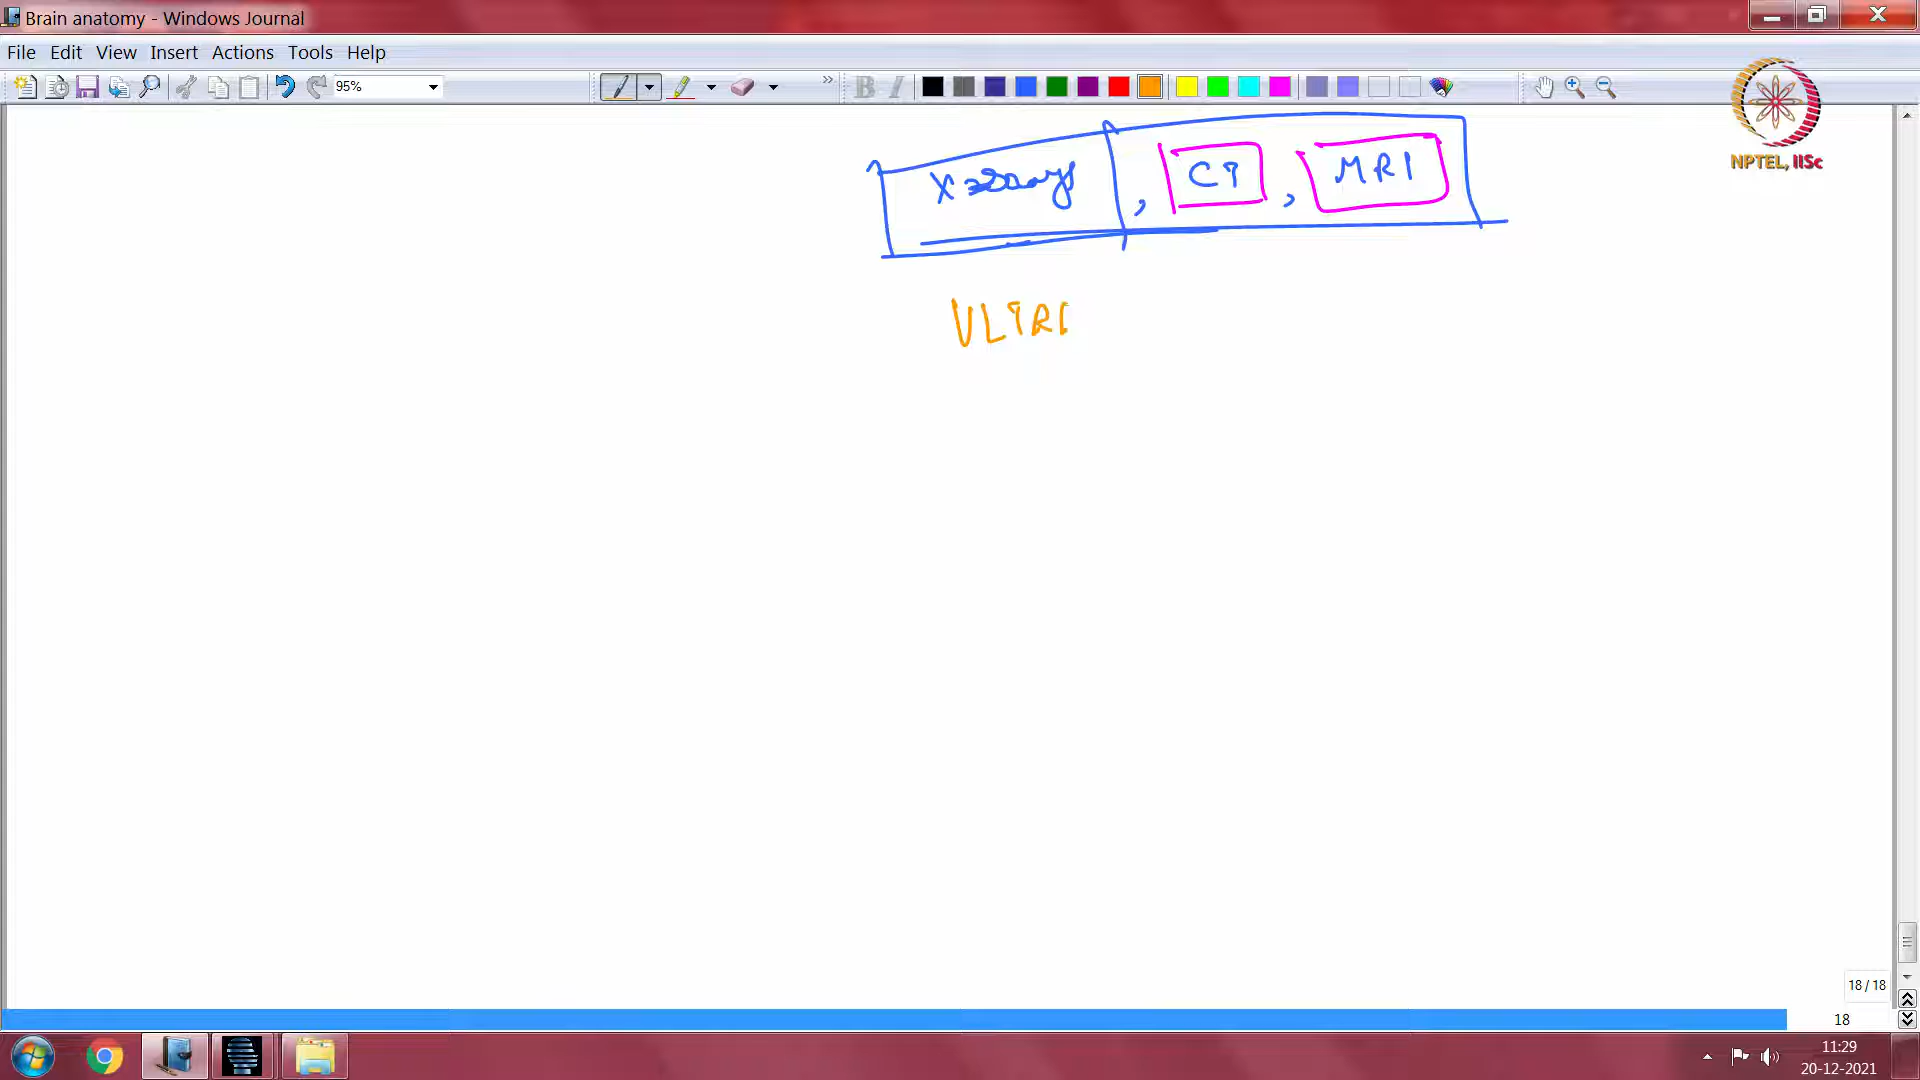 Brain anatomy - Windows Journal
File Edit View Insert Actions Tools Help
95%
B I
NPTEL, IISc
X-rays, CT, MRI
18 / 18
18
11:29
20-12-2021